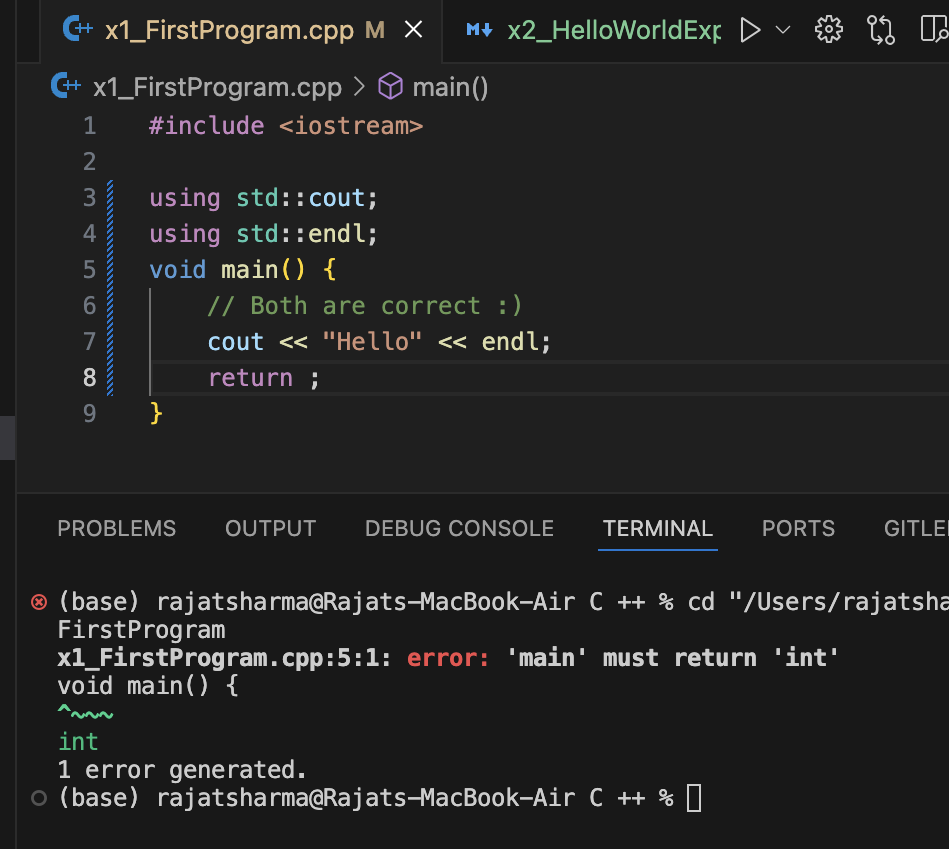 x1_FirstProgram.cpp M
x2_HelloWorldExp
x1_FirstProgram.cpp > main()
1 #include <iostream>
2
3 using std::cout;
4 using std::endl;
5 void main() {
6 // Both are correct :)
7 cout << "Hello" << endl;
8 return ;
9 }
PROBLEMS OUTPUT DEBUG CONSOLE TERMINAL PORTS GITLE
(base) rajatsharma@Rajats-MacBook-Air C ++ % cd "/Users/rajatsha
FirstProgram
x1_FirstProgram.cpp:5:1: error: 'main' must return 'int'
void main() {
^~~~
int
1 error generated.
(base) rajatsharma@Rajats-MacBook-Air C ++ %